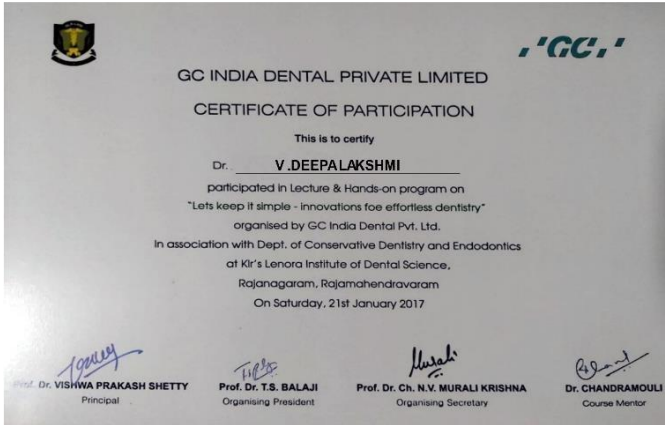 'GC,'
GC INDIA DENTAL PRIVATE LIMITED
CERTIFICATE OF PARTICIPATION
This is to certify
Dr. V.DEEPALAKSHMI
participated in Lecture & Hands-on program on
"Lets keep it simple - innovations foe effortless dentistry"
organised by GC India Dental Pvt. Ltd.
In association with Dept. of Conservative Dentistry and Endodontics
at Kir's Lenora Institute of Dental Science,
Rajanagaram, Rajamahendravaram
On Saturday, 21st January 2017
Prof. Dr. VISHWA PRAKASH SHETTY
Principal
Prof. Dr. T.S. BALAJI
Organising President
Prof. Dr. Ch. N.V. MURALI KRISHNA
Organising Secretary
Dr. CHANDRAMOULI
Course Mentor